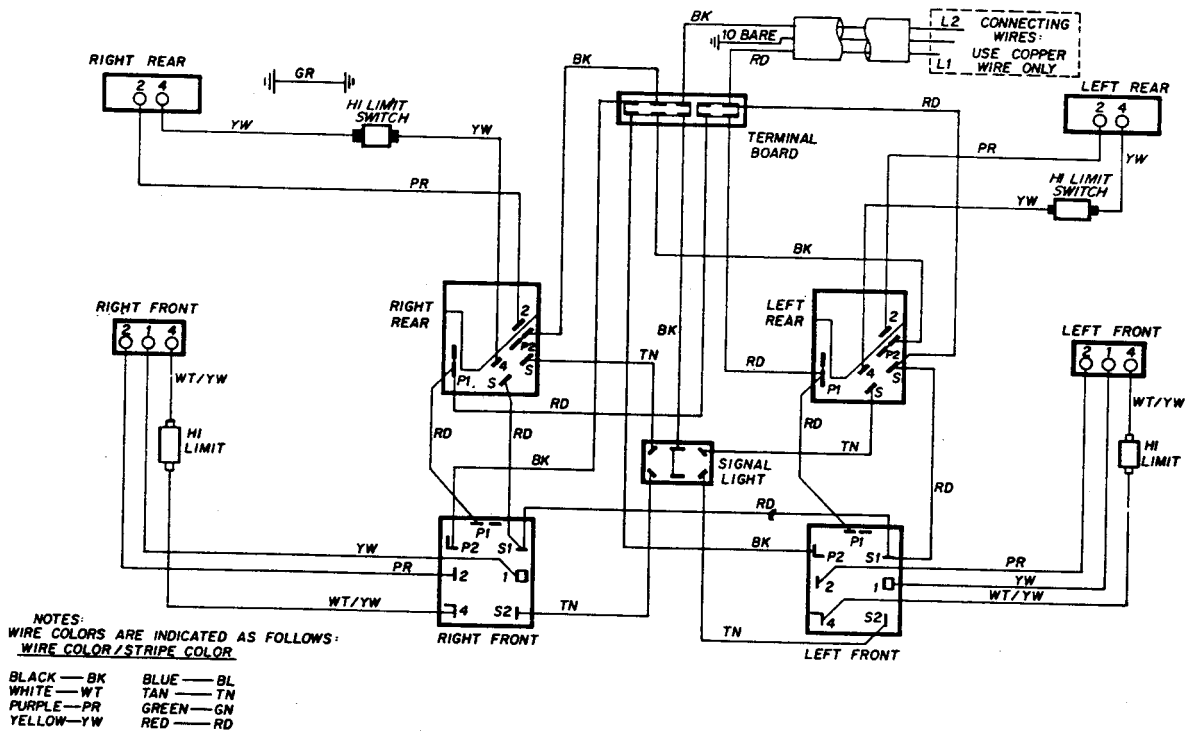 BK
L2 CONNECTING
WIRES:
10 BARE
USE COPPER
WIRE ONLY
L1
RD
RIGHT REAR
2 4
GR
HI LIMIT
SWITCH
YW
YW
PR
BK
RD
TERMINAL
BOARD
LEFT REAR
2 4
PR
YW
HI LIMIT
SWITCH
YW
BK
RIGHT FRONT
2 1 4
WT/YW
HI
LIMIT
RIGHT
REAR
2
P2
4
S
P1
S
TN
BK
RD
RD
RD
RD
BK
LEFT
REAR
2
P2
4
S
P1
S
RD
TN
RD
LEFT FRONT
2 1 4
WT/YW
HI
LIMIT
SIGNAL
LIGHT
RD
BK
P1
P2 S1
2 1
4 S2
RIGHT FRONT
YW
PR
WT/YW
TN
TN
P1
P2 S1
2 1
4 S2
LEFT FRONT
PR
YW
WT/YW
NOTES:
WIRE COLORS ARE INDICATED AS FOLLOWS:
WIRE COLOR/STRIPE COLOR
BLACK — BK BLUE — BL
WHITE — WT TAN — TN
PURPLE — PR GREEN — GN
YELLOW — YW RED — RD